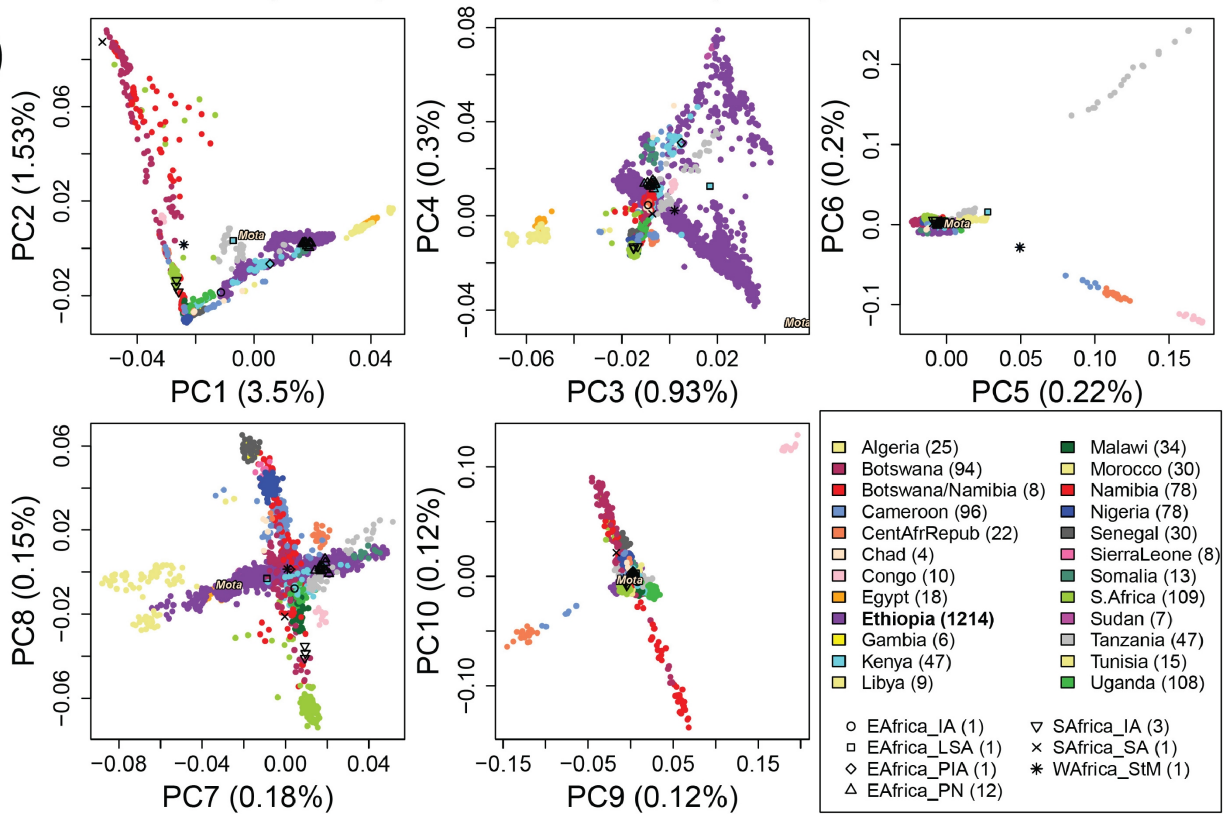 )
PC2 (1.53%)
0.06
0.02
−0.02
Mota
−0.04 0.00 0.04
PC1 (3.5%)
PC4 (0.3%)
0.08
0.04
0.00
−0.04
Mota
−0.06 −0.02 0.02
PC3 (0.93%)
PC6 (0.2%)
0.2
0.1
0.0
−0.1
Mota
0.00 0.05 0.10 0.15
PC5 (0.22%)
PC8 (0.15%)
0.06
0.02
−0.02
−0.06
Mota
−0.08 −0.04 0.00 0.04
PC7 (0.18%)
PC10 (0.12%)
0.10
0.00
−0.10
Mota
−0.15 −0.05 0.05 0.15
PC9 (0.12%)
Algeria (25)
Botswana (94)
Botswana/Namibia (8)
Cameroon (96)
CentAfrRepub (22)
Chad (4)
Congo (10)
Egypt (18)
Ethiopia (1214)
Gambia (6)
Kenya (47)
Libya (9)
Malawi (34)
Morocco (30)
Namibia (78)
Nigeria (78)
Senegal (30)
SierraLeone (8)
Somalia (13)
S.Africa (109)
Sudan (7)
Tanzania (47)
Tunisia (15)
Uganda (108)
EAfrica_IA (1)
EAfrica_LSA (1)
EAfrica_PIA (1)
EAfrica_PN (12)
SAfrica_IA (3)
SAfrica_SA (1)
WAfrica_StM (1)